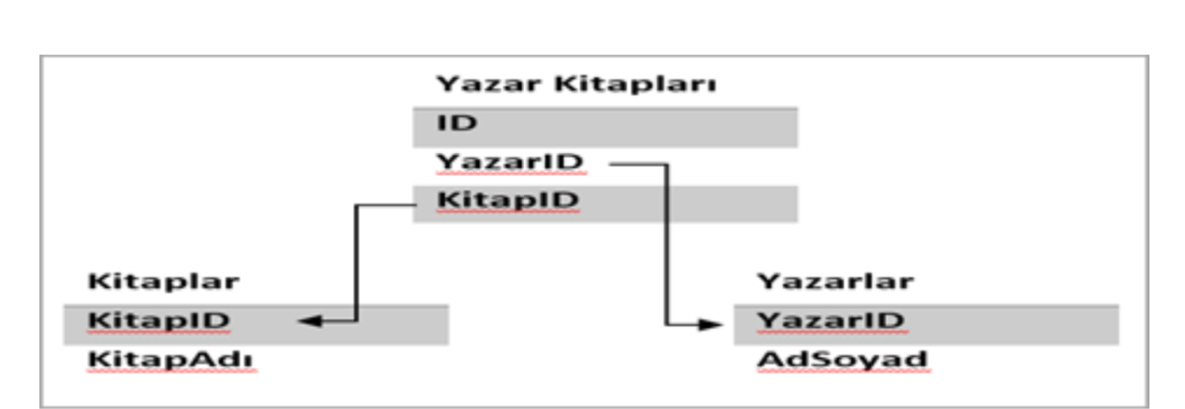 Yazar Kitapları
ID
YazarID
KitapID
Kitaplar
KitapID
KitapAdı
Yazarlar
YazarID
AdSoyad